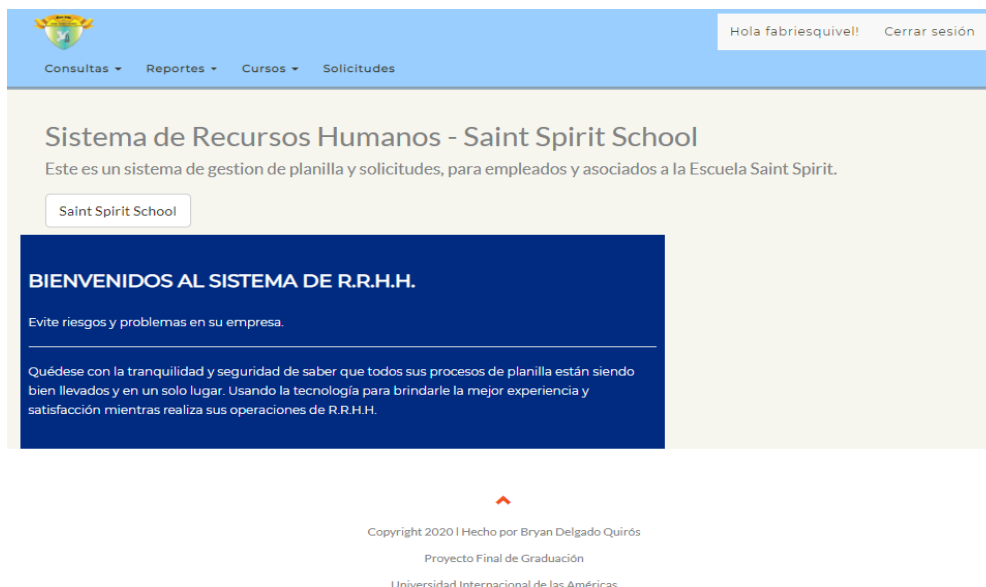 Hola fabriesquivel! Cerrar sesión
Consultas Reportes Cursos Solicitudes
Sistema de Recursos Humanos - Saint Spirit School
Este es un sistema de gestion de planilla y solicitudes, para empleados y asociados a la Escuela Saint Spirit.
Saint Spirit School
BIENVENIDOS AL SISTEMA DE R.R.H.H.
Evite riesgos y problemas en su empresa.
Quédese con la tranquilidad y seguridad de saber que todos sus procesos de planilla están siendo
bien llevados y en un solo lugar. Usando la tecnología para brindarle la mejor experiencia y
satisfacción mientras realiza sus operaciones de R.R.H.H.
Copyright 2020 | Hecho por Bryan Delgado Quirós
Proyecto Final de Graduación
Universidad Internacional de las Américas